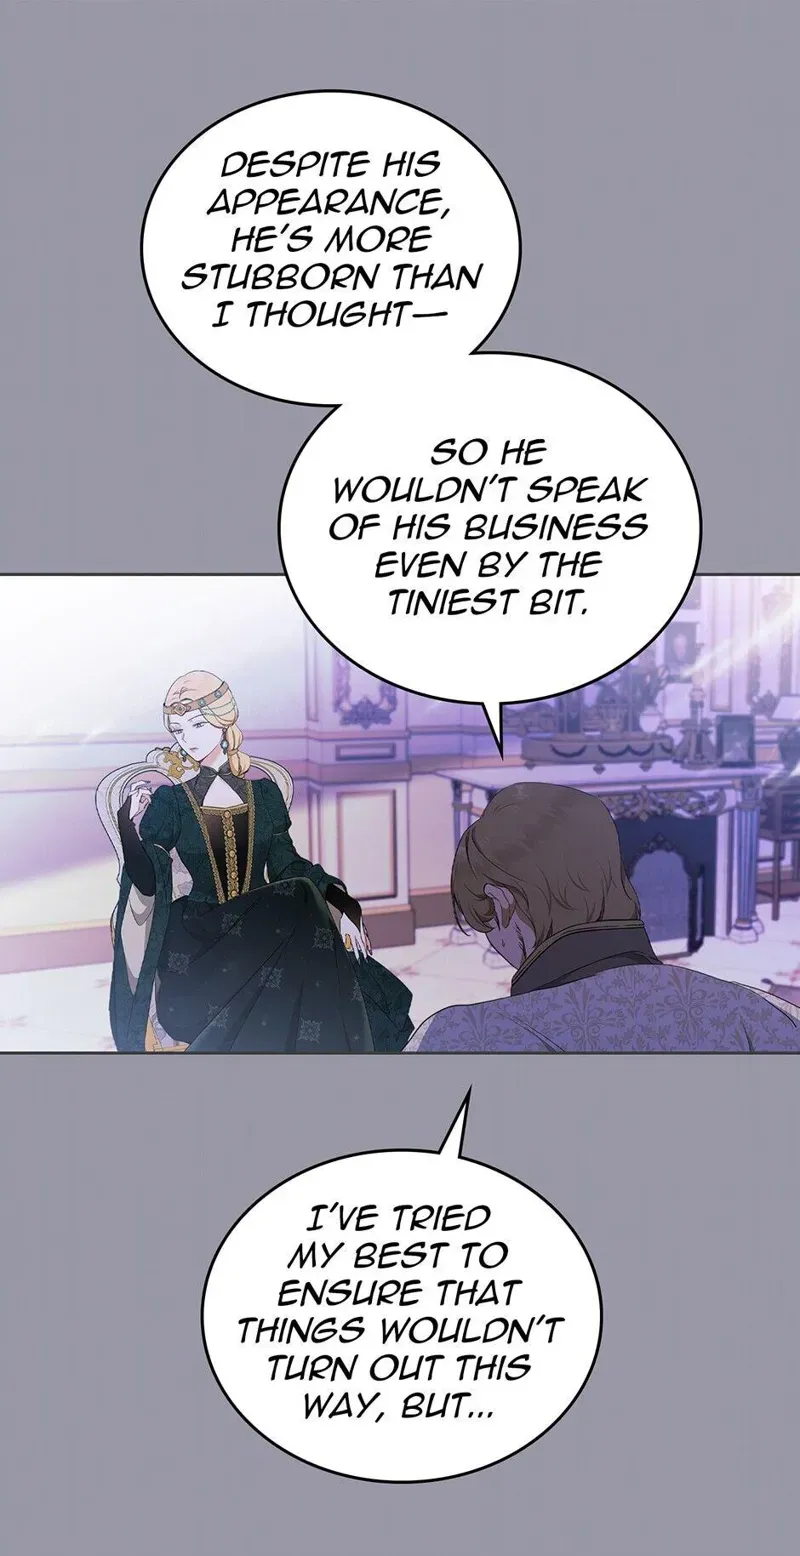 DESPITE HIS
APPEARANCE,
HE'S MORE
STUBBORN THAN
I THOUGHT—
SO HE
WOULDN'T SPEAK
OF HIS BUSINESS
EVEN BY THE
TINIEST BIT.
I'VE TRIED
MY BEST TO
ENSURE THAT
THINGS WOULDN'T
TURN OUT THIS
WAY, BUT...